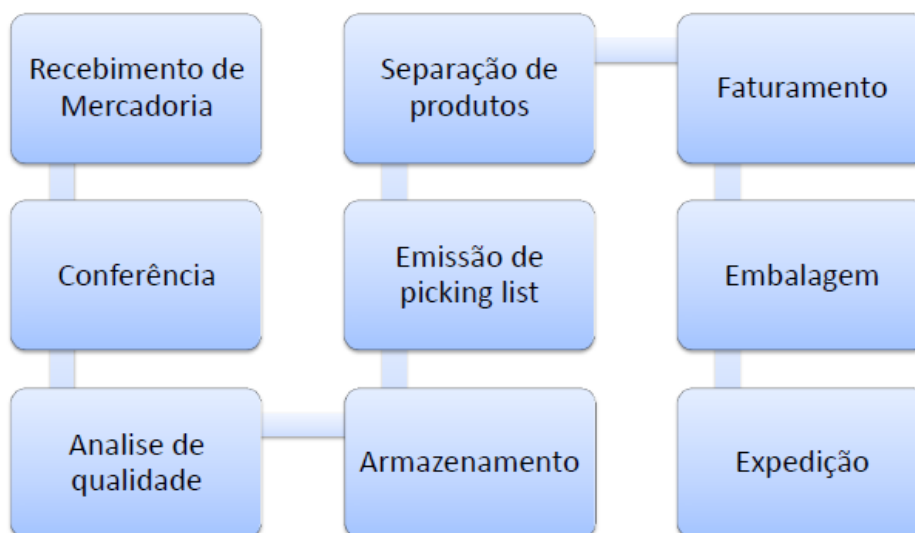 Recebimento de
Mercadoria
Conferência
Analise de
qualidade
Armazenamento
Emissão de
picking list
Separação de
produtos
Faturamento
Embalagem
Expedição